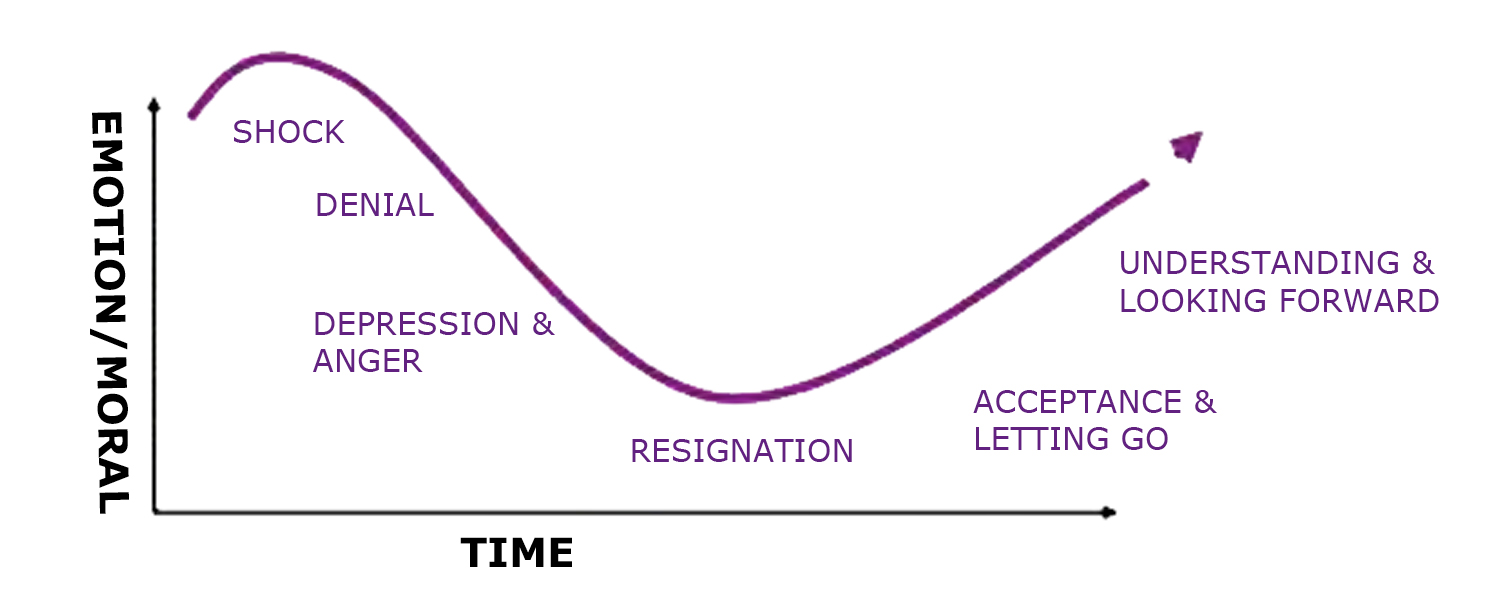 EMOTION/MORAL
SHOCK
DENIAL
DEPRESSION &
ANGER
RESIGNATION
ACCEPTANCE &
LETTING GO
UNDERSTANDING &
LOOKING FORWARD
TIME